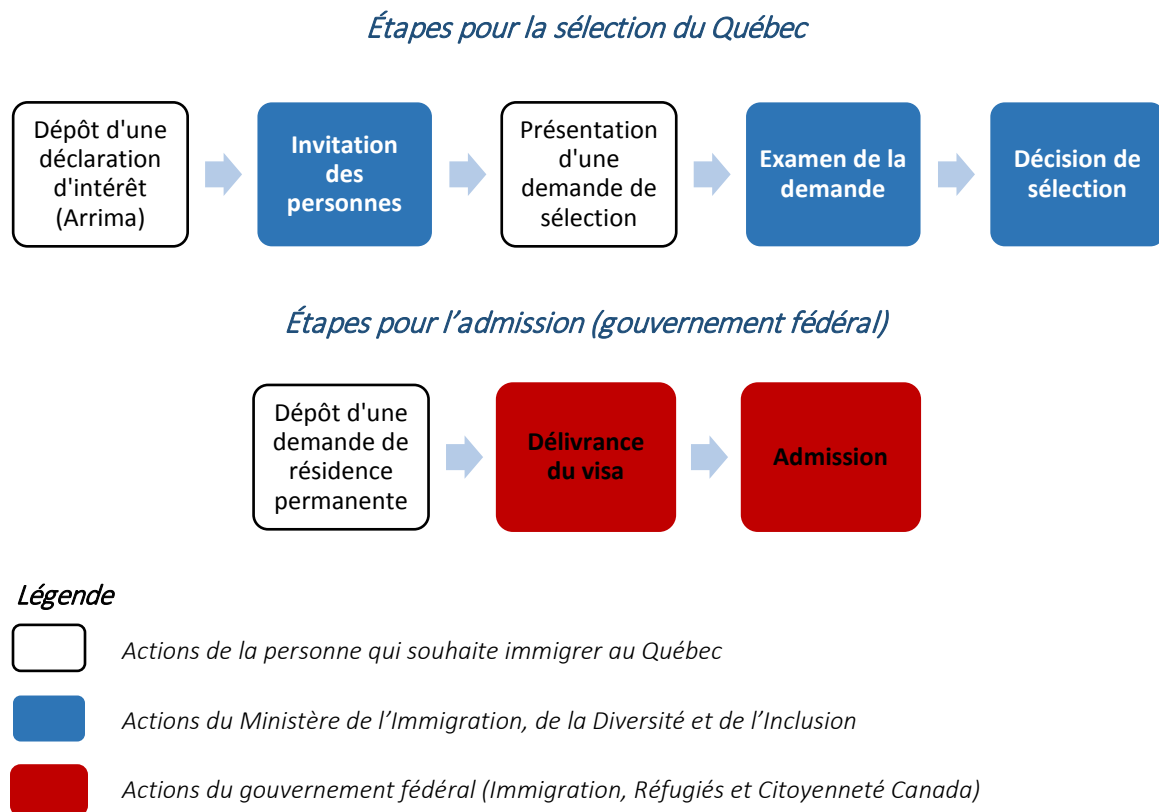 Étapes pour la sélection du Québec
Dépôt d'une
déclaration
d'intérêt
(Arrima)
Invitation
des
personnes
Présentation
d'une
demande de
sélection
Examen de la
demande
Décision de
sélection
Étapes pour l’admission (gouvernement fédéral)
Dépôt d'une
demande de
résidence
permanente
Délivrance
du visa
Admission
Légende
Actions de la personne qui souhaite immigrer au Québec
Actions du Ministère de l’Immigration, de la Diversité et de l’Inclusion
Actions du gouvernement fédéral (Immigration, Réfugiés et Citoyenneté Canada)